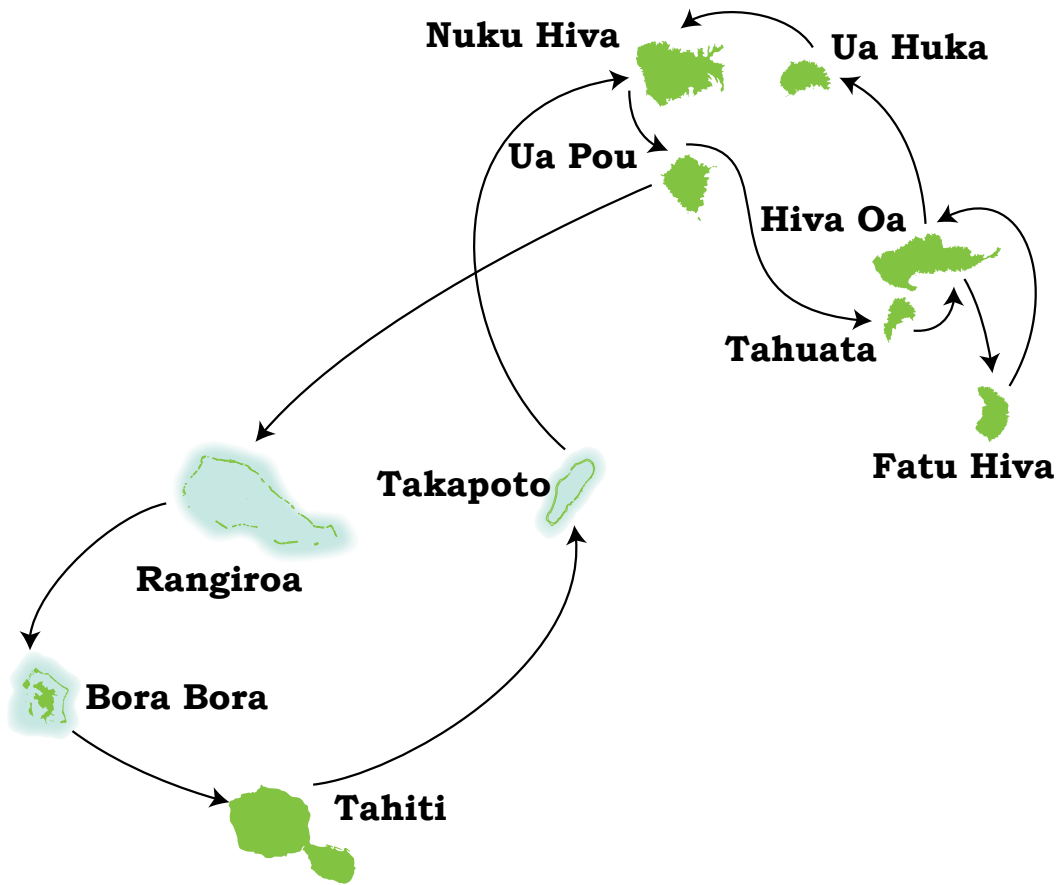 Nuku Hiva
Ua Huka
Ua Pou
Hiva Oa
Tahuata
Fatu Hiva
Takapoto
Rangiroa
Bora Bora
Tahiti